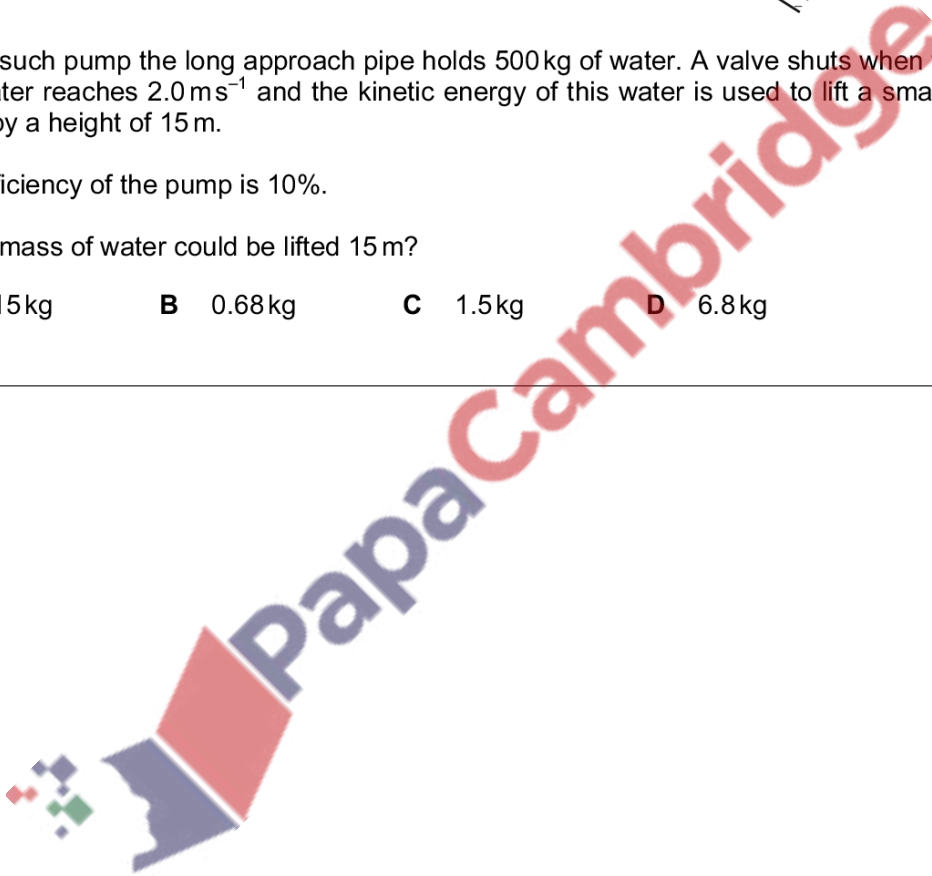 such pump the long approach pipe holds 500 kg of water. A valve shuts when
ter reaches 2.0 m s⁻¹ and the kinetic energy of this water is used to lift a sma
by a height of 15 m.
iciency of the pump is 10%.
mass of water could be lifted 15 m?
5 kg B 0.68 kg C 1.5 kg D 6.8 kg
PapaCambridge